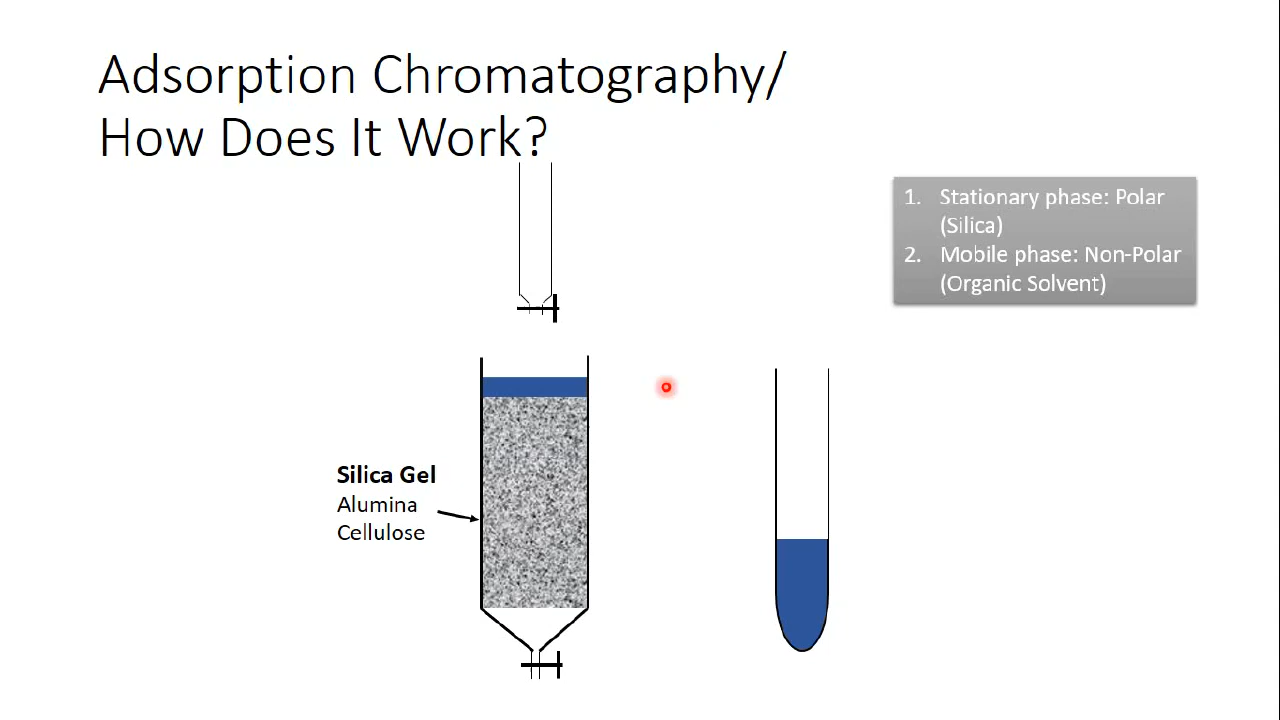 Adsorption Chromatography/
How Does It Work?
1. Stationary phase: Polar
(Silica)
2. Mobile phase: Non-Polar
(Organic Solvent)
Silica Gel
Alumina
Cellulose